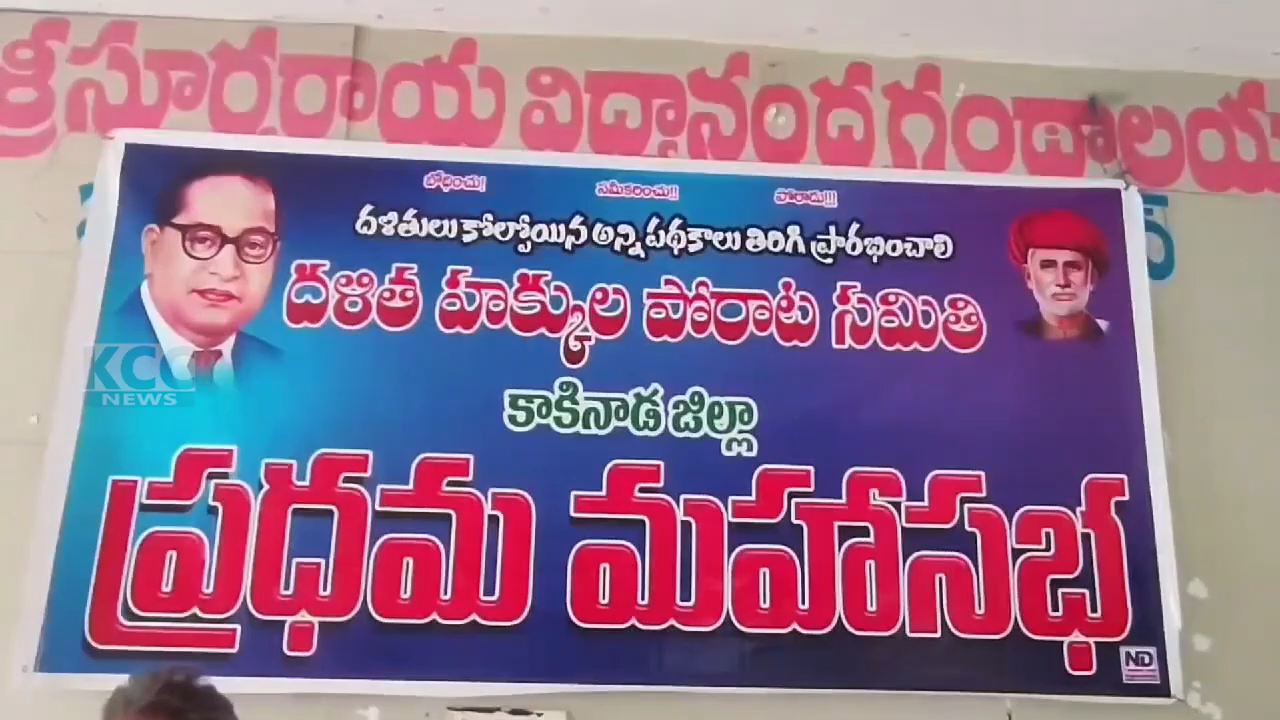 శ్రీసూర్యరాయ విద్యానంద గ్రంధాలయ
బోధించు! సమీకరించు!! పోరాడు!!!
దళితులు కోల్పోయిన అన్ని పథకాలు తిరిగి ప్రారంభించాలి
దళిత హక్కుల పోరాట సమితి
కాకినాడ జిల్లా
ప్రధమ మహాసభ
KCC
NEWS
ND